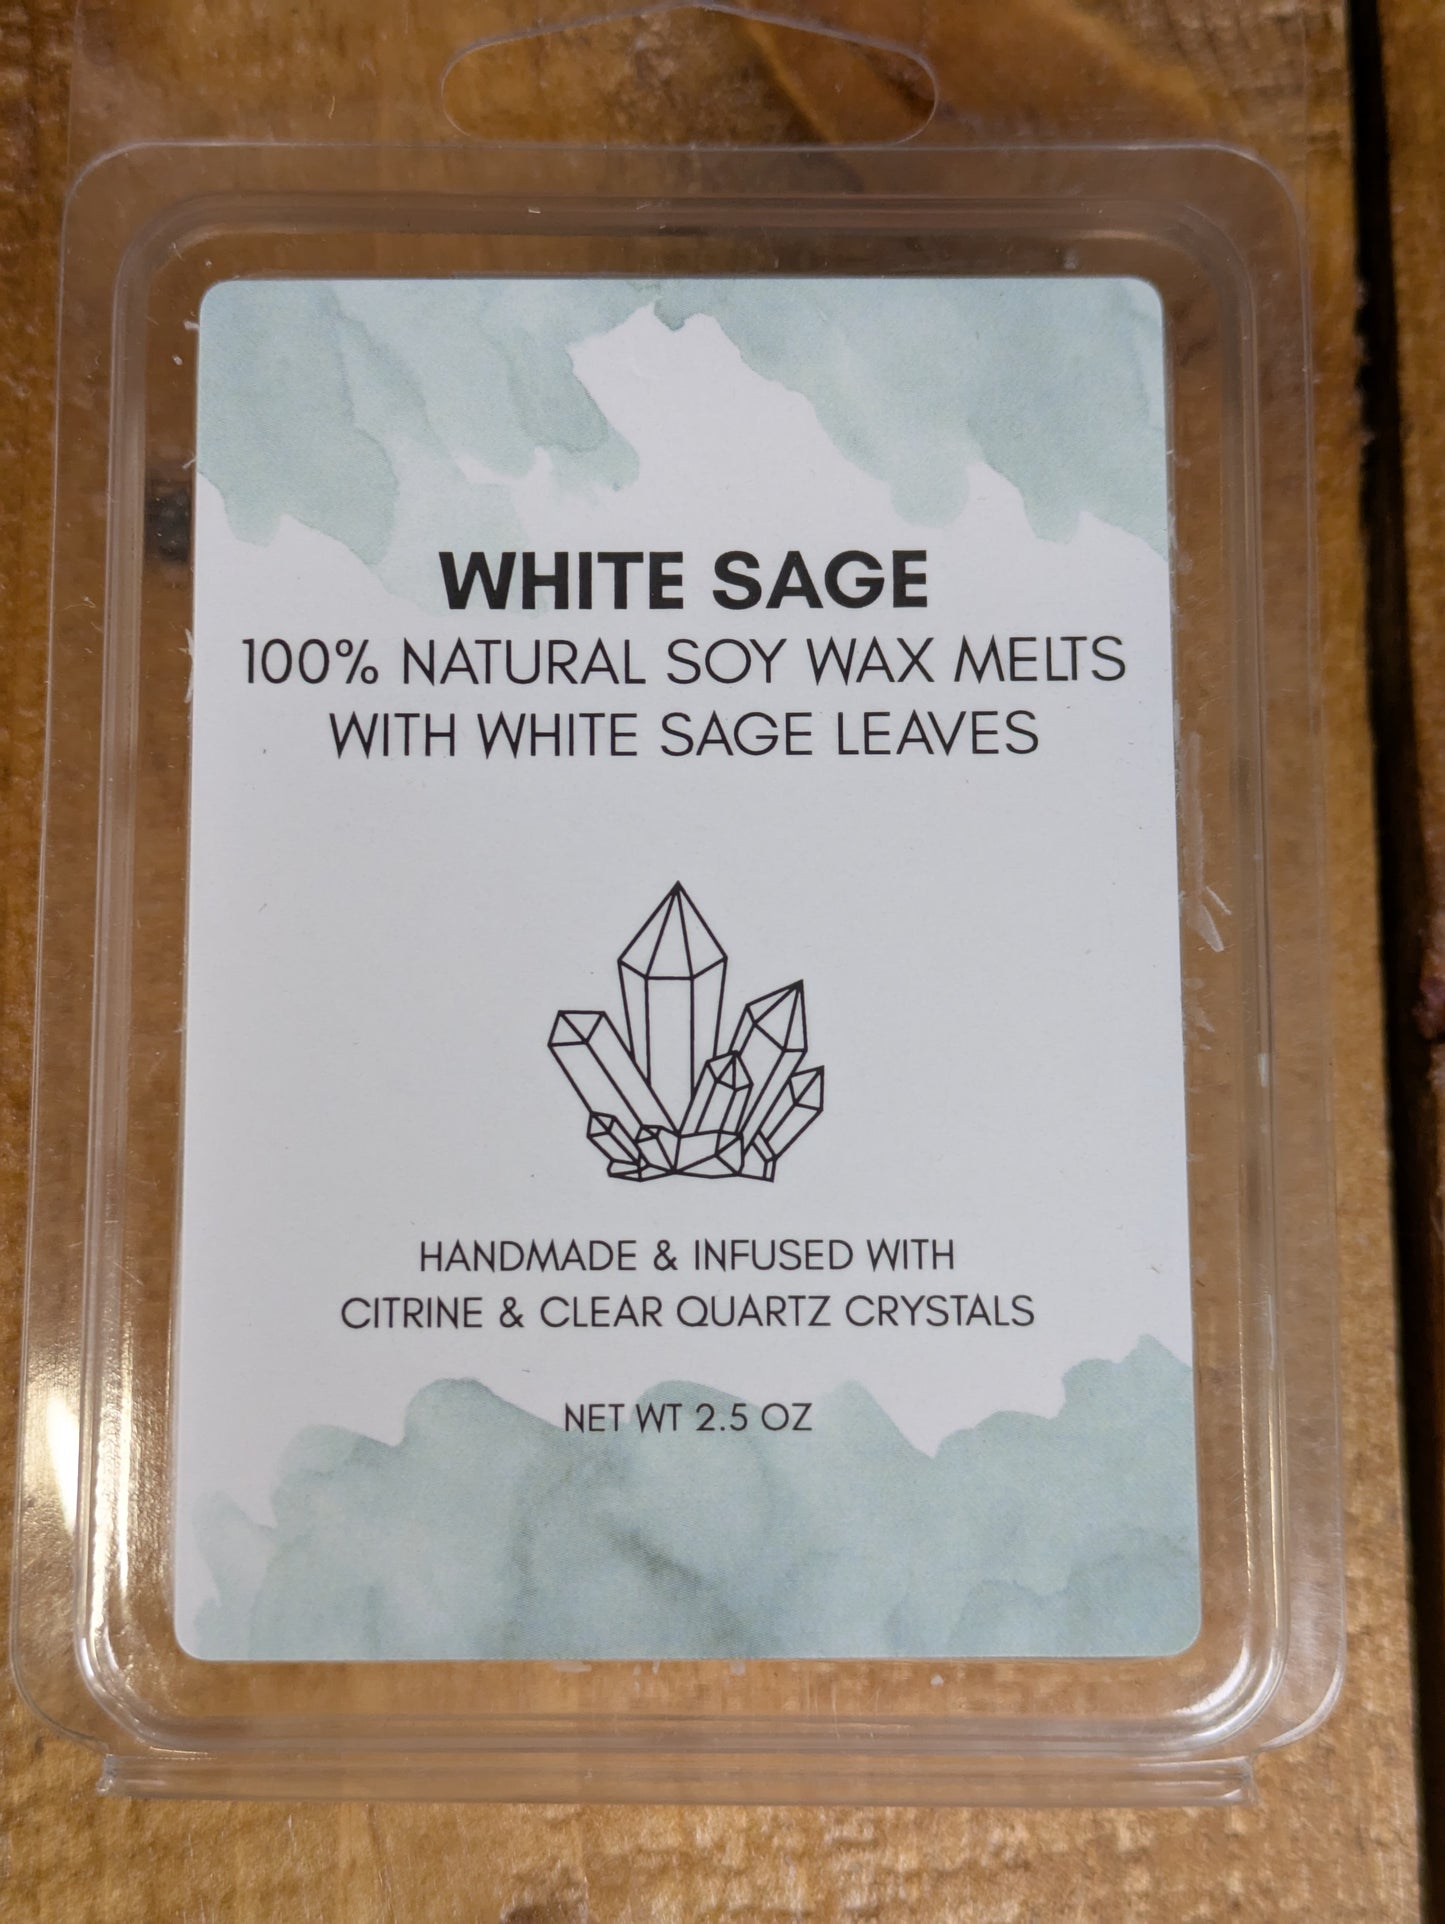 WHITE SAGE
100% NATURAL SOY WAX MELTS
WITH WHITE SAGE LEAVES
HANDMADE & INFUSED WITH
CITRINE & CLEAR QUARTZ CRYSTALS
NET WT 2.5 OZ